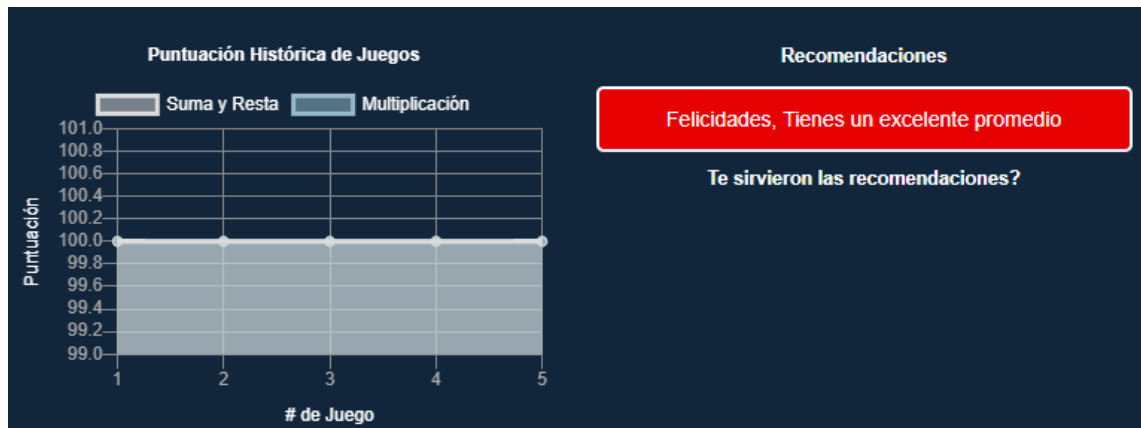 Puntuación Histórica de Juegos
Suma y Resta
Multiplicación
101.0
100.8
100.6
100.4
100.2
100.0
99.8
99.6
99.4
99.2
99.0
Puntuación
1 2 3 4 5
# de Juego
Recomendaciones
Felicidades, Tienes un excelente promedio
Te sirvieron las recomendaciones?